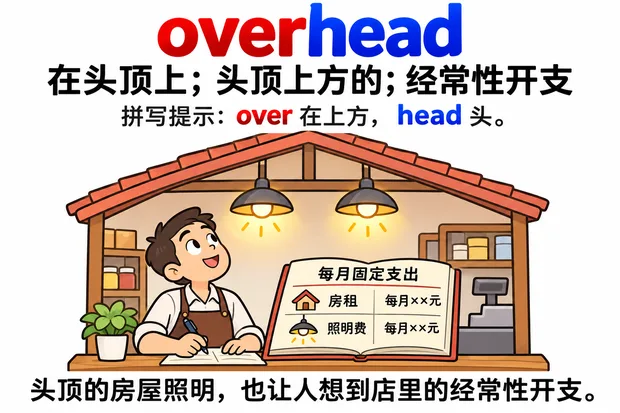 overhead
在头顶上；头顶上方的；经常性开支
拼写提示：over 在上方，head 头。
每月固定支出
房租 每月××元
照明费 每月××元
头顶的房屋照明，也让人想到店里的经常性开支。